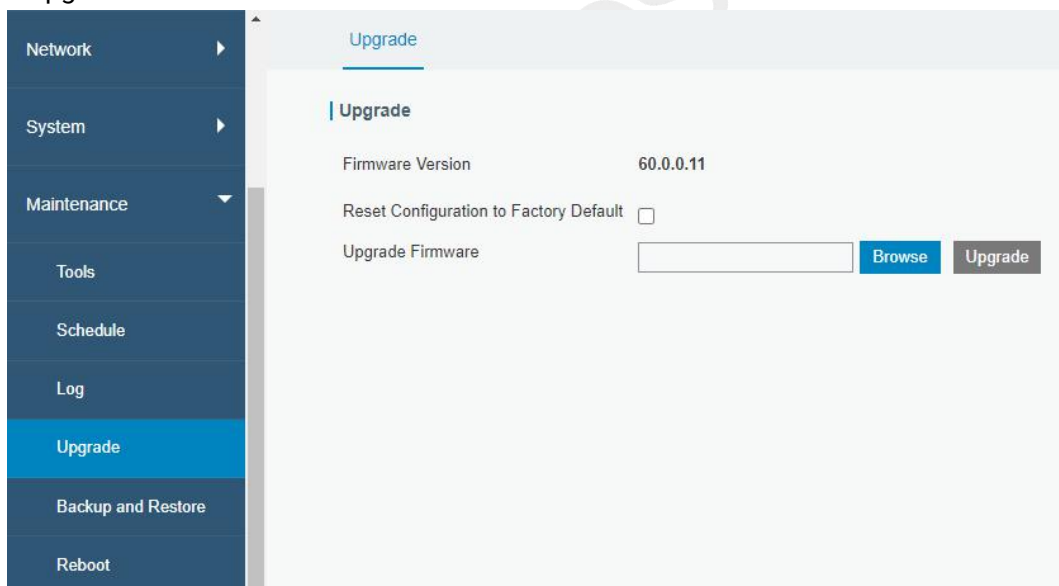 Network
System
Maintenance
Tools
Schedule
Log
Upgrade
Backup and Restore
Reboot
Upgrade
Upgrade
Firmware Version 60.0.0.11
Reset Configuration to Factory Default
Upgrade Firmware Browse Upgrade